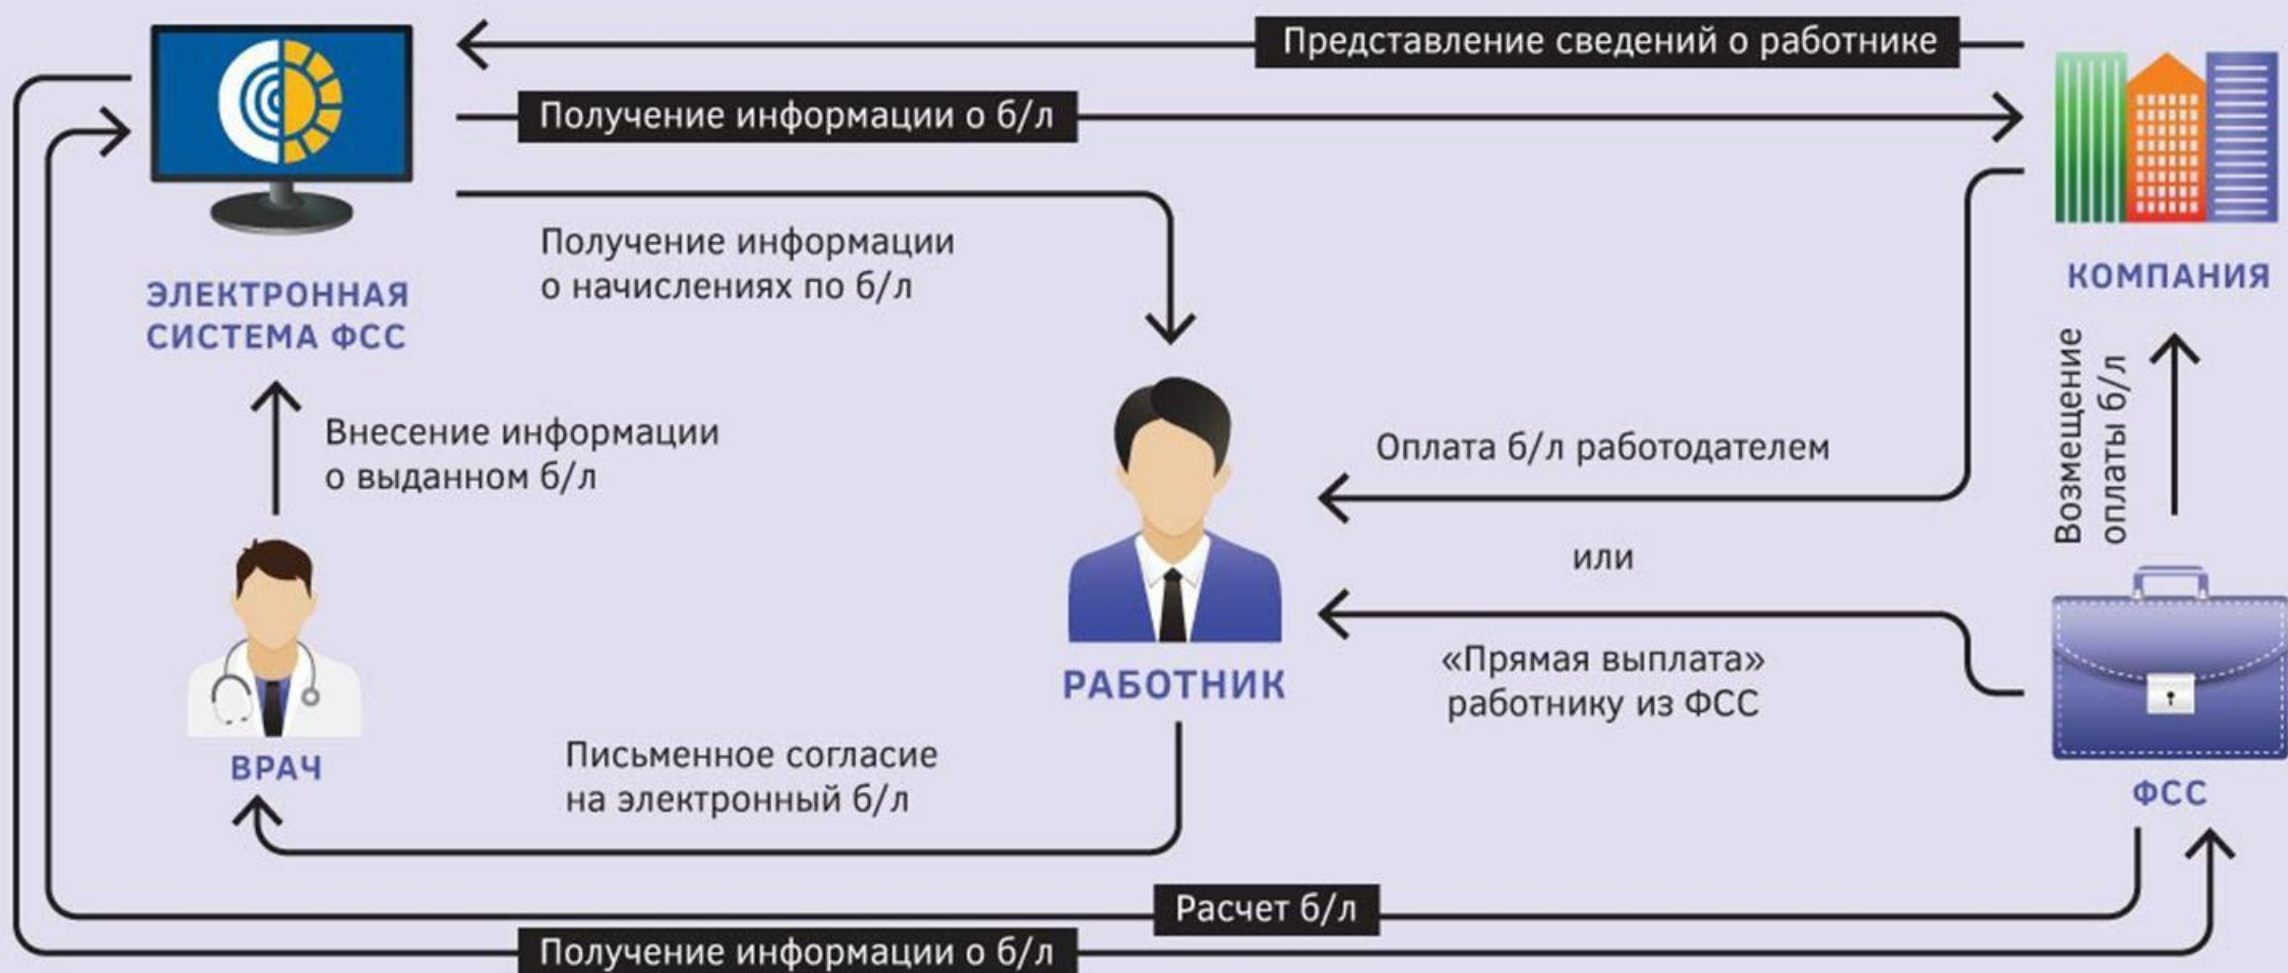 Представление сведений о работнике
Получение информации о б/л
Получение информации
о начислениях по б/л
ЭЛЕКТРОННАЯ
СИСТЕМА ФСС
КОМПАНИЯ
Внесение информации
о выданном б/л
Оплата б/л работодателем
Возмещение
оплаты б/л
или
«Прямая выплата»
работнику из ФСС
РАБОТНИК
ВРАЧ
Письменное согласие
на электронный б/л
ФСС
Расчет б/л
Получение информации о б/л